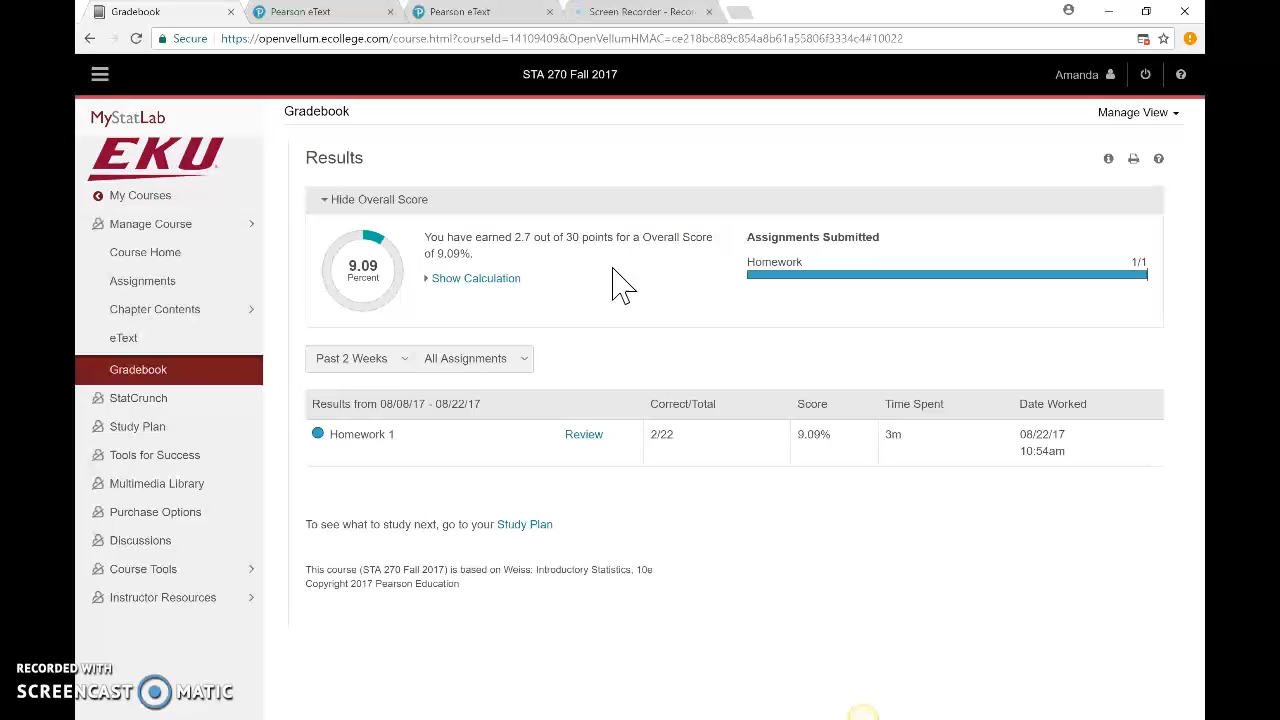 Gradebook
Pearson eText
Pearson eText
Screen Recorder - Recor
Secure
https://openvellum.ecollege.com/course.html?courseId=14109409&OpenVellumHMAC=ce218bc889c854a8b61a55806f3334c4#10022
STA 270 Fall 2017
Amanda
MyStatLab
EKU
My Courses
Manage Course
Course Home
Assignments
Chapter Contents
eText
Gradebook
StatCrunch
Study Plan
Tools for Success
Multimedia Library
Purchase Options
Discussions
Course Tools
Instructor Resources
Gradebook
Manage View
Results
Hide Overall Score
9.09
Percent
You have earned 2.7 out of 30 points for a Overall Score
of 9.09%.
Show Calculation
Assignments Submitted
Homework 1/1
Past 2 Weeks All Assignments
Results from 08/08/17 - 08/22/17 Correct/Total Score Time Spent Date Worked
Homework 1 Review 2/22 9.09% 3m 08/22/17
10:54am
To see what to study next, go to your Study Plan
This course (STA 270 Fall 2017) is based on Weiss: Introductory Statistics, 10e
Copyright 2017 Pearson Education
RECORDED WITH
SCREENCAST MATIC